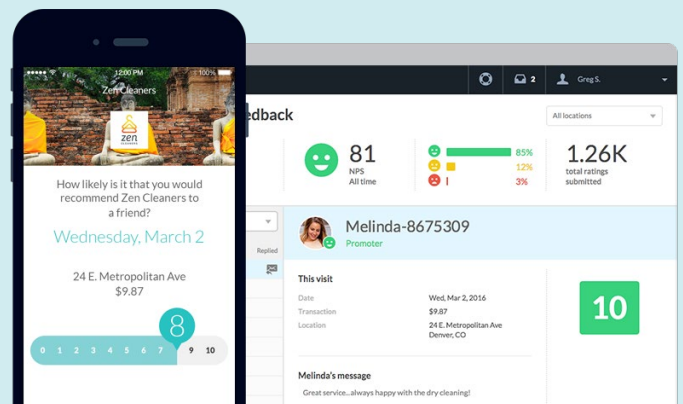 12:00 PM
100%
Zen Cleaners
zen
How likely is it that you would
recommend Zen Cleaners to
a friend?
Wednesday, March 2
24 E. Metropolitan Ave
$9.87
8
0 1 2 3 4 5 6 7 9 10
2
Greg S.
edback
All locations
81
NPS
All time
85%
12%
3%
1.26K
total ratings
submitted
Replied
Melinda-8675309
Promoter
This visit
Date Wed, Mar 2, 2016
Transaction $9.87
Location 24 E. Metropolitan Ave
Denver, CO
10
Melinda's message
Great service...always happy with the dry cleaning!